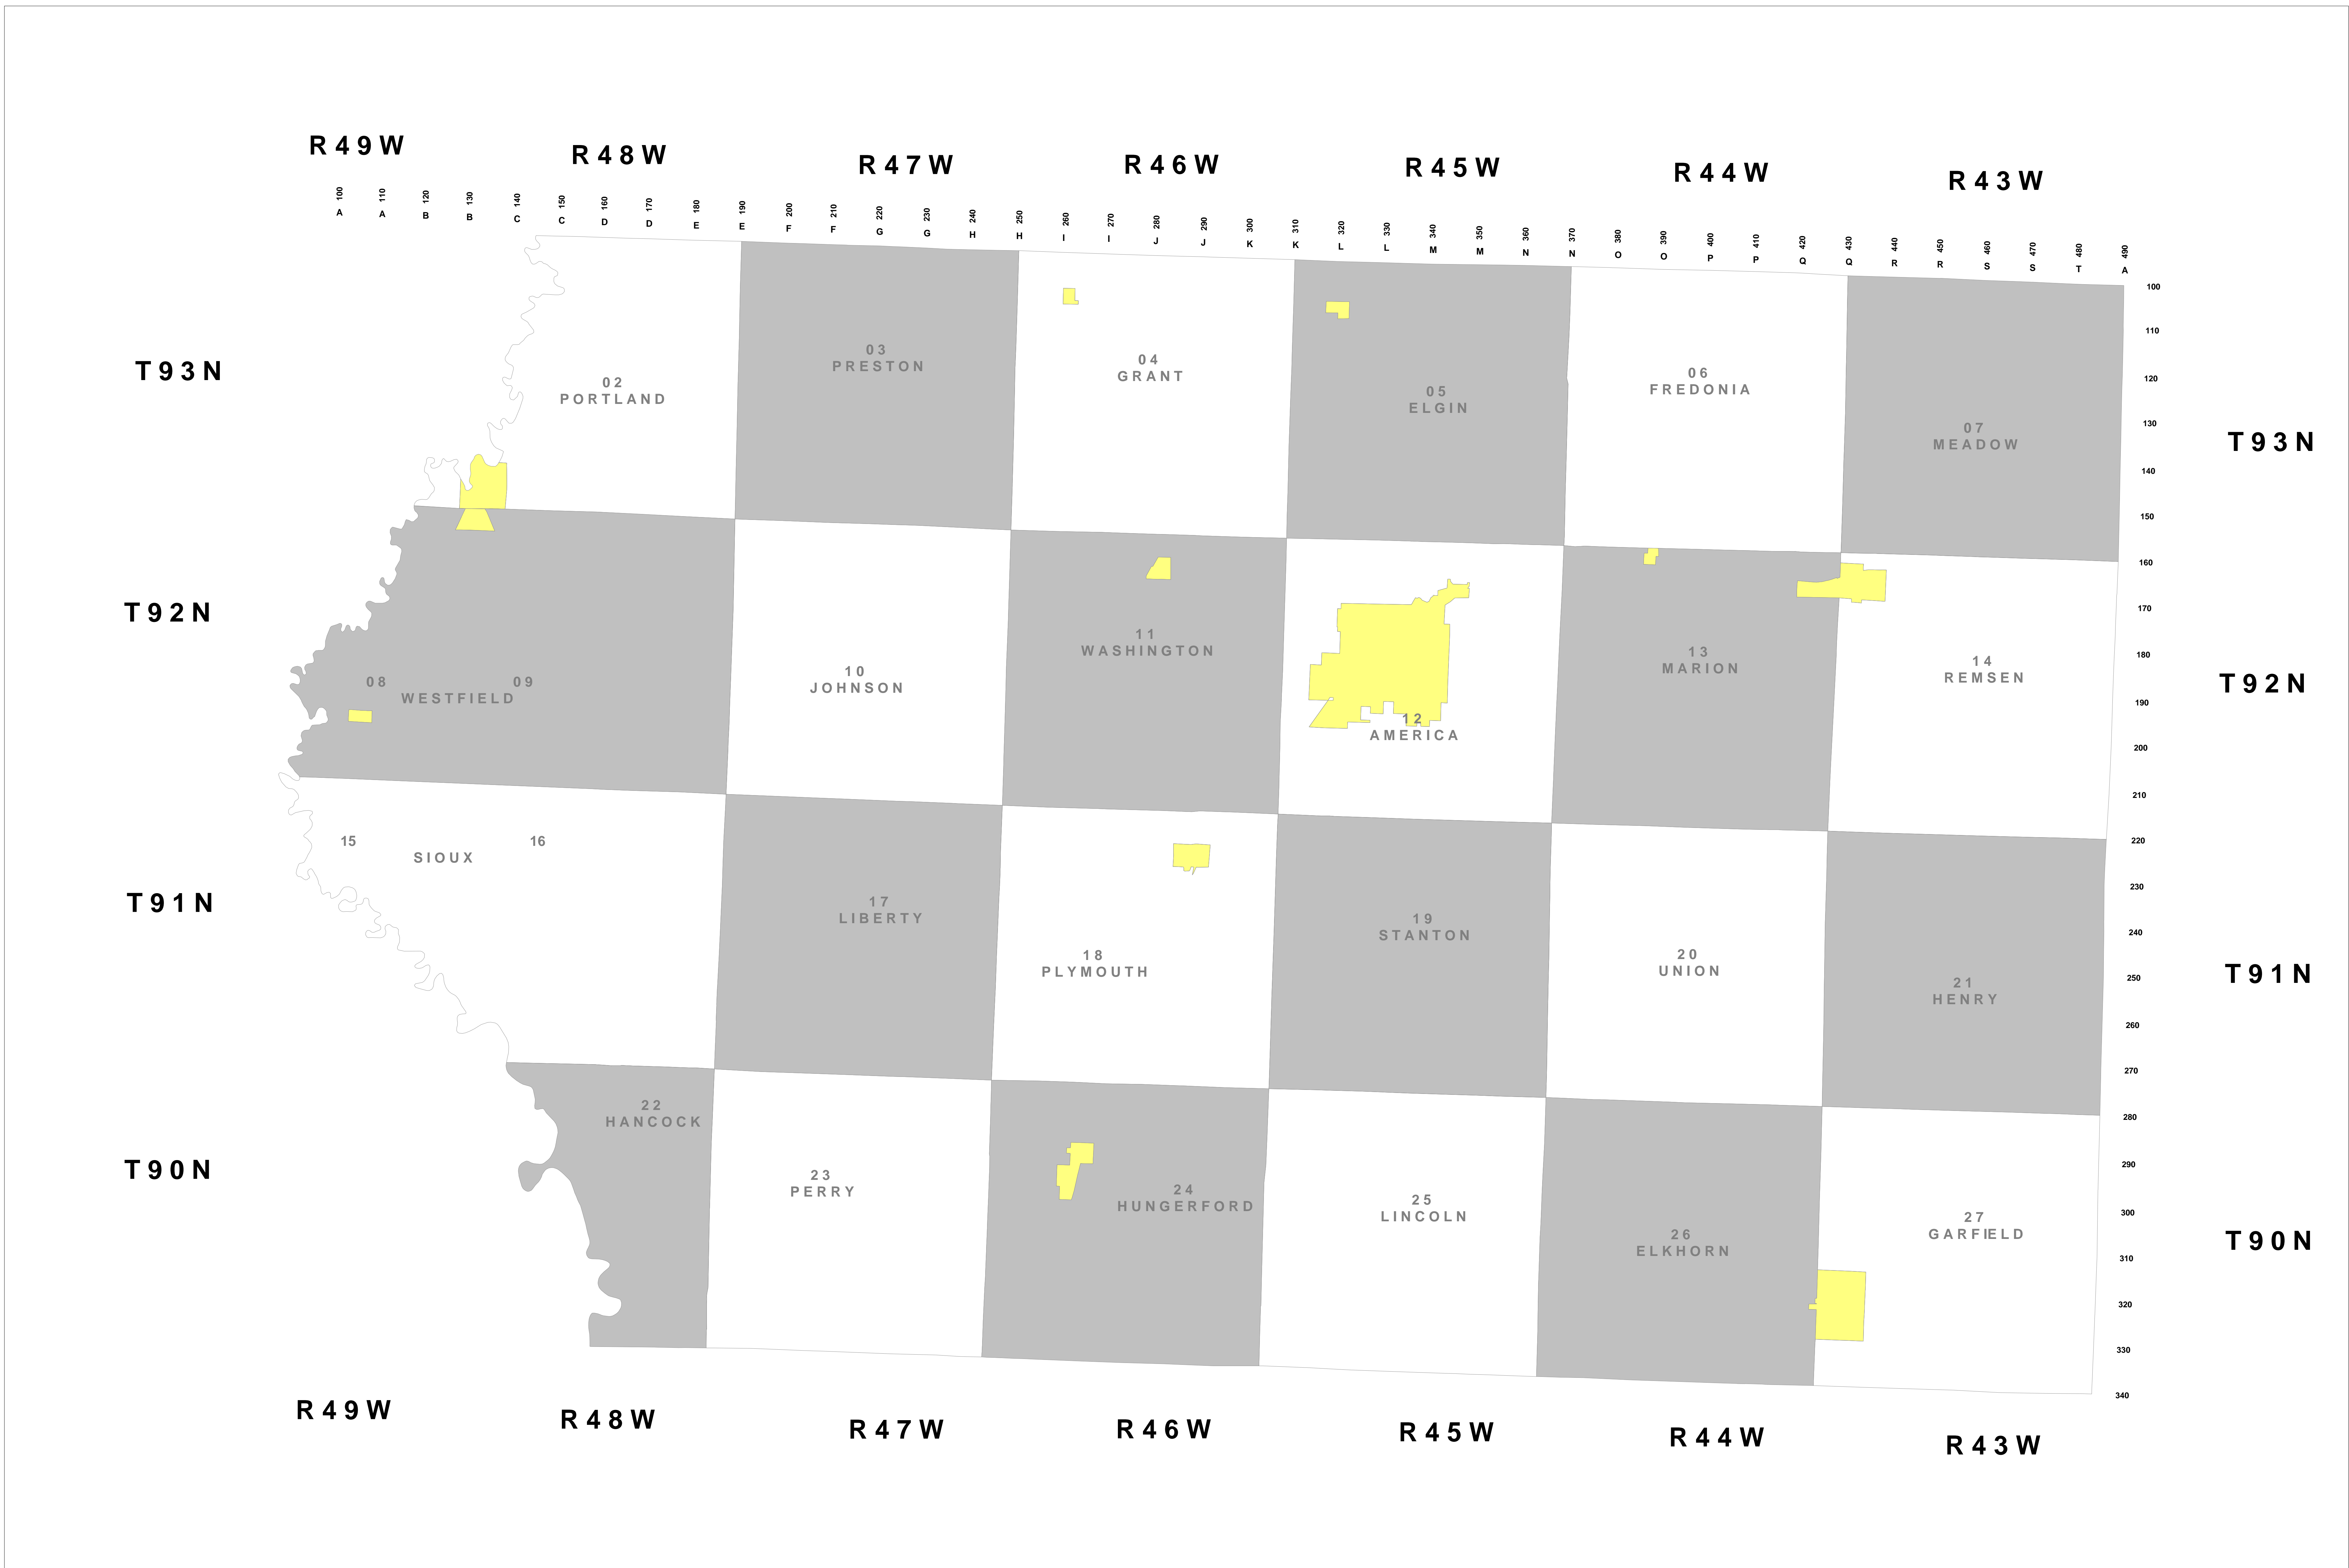 R49W R48W R47W R46W R45W R44W R43W
100 110 120 130 140 150 160 170 180 190 200 210 220 230 240 250 260 270 280 290 300 310 320 330 340 350 360 370 380 390 400 410 420 430 440 450 460 470 480 490
A A B B C C D D E E F F G G H H I I J J K K L L M M N N O O P P Q Q R R S S T A
100
110
T93N
03
PRESTON
04
GRANT
06
FREDONIA
120
02
PORTLAND
05
ELGIN
130
07
MEADOW
T93N
140
150
160
T92N
170
11
WASHINGTON
13
MARION
180
14
REMSEN
10
JOHNSON
T92N
08 09
WESTFIELD
190
12
AMERICA
200
210
220
15 16
SIOUX
230
T91N
17
LIBERTY
19
STANTON
240
18
PLYMOUTH
20
UNION
T91N
250
21
HENRY
260
270
22
HANCOCK
280
T90N
290
23
PERRY
24
HUNGERFORD
25
LINCOLN
300
27
GARFIELD
26
ELKHORN
T90N
310
320
330
340
R49W R48W R47W R46W R45W R44W R43W